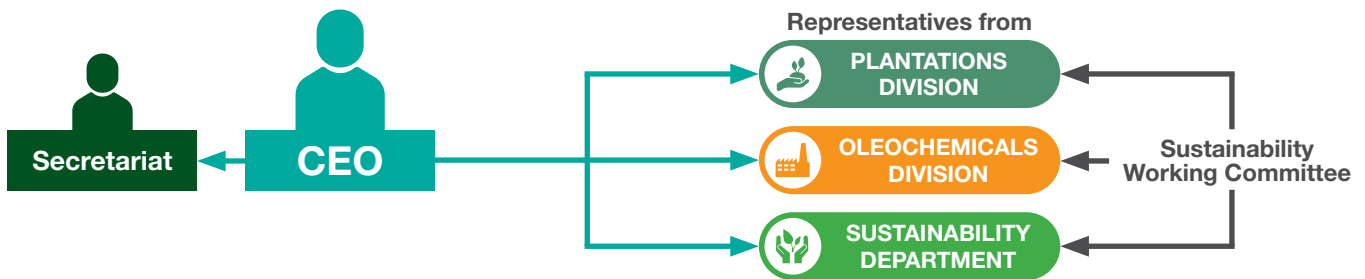 Representatives from
PLANTATIONS
DIVISION
Secretariat
CEO
OLEOCHEMICALS
DIVISION
Sustainability
Working Committee
SUSTAINABILITY
DEPARTMENT